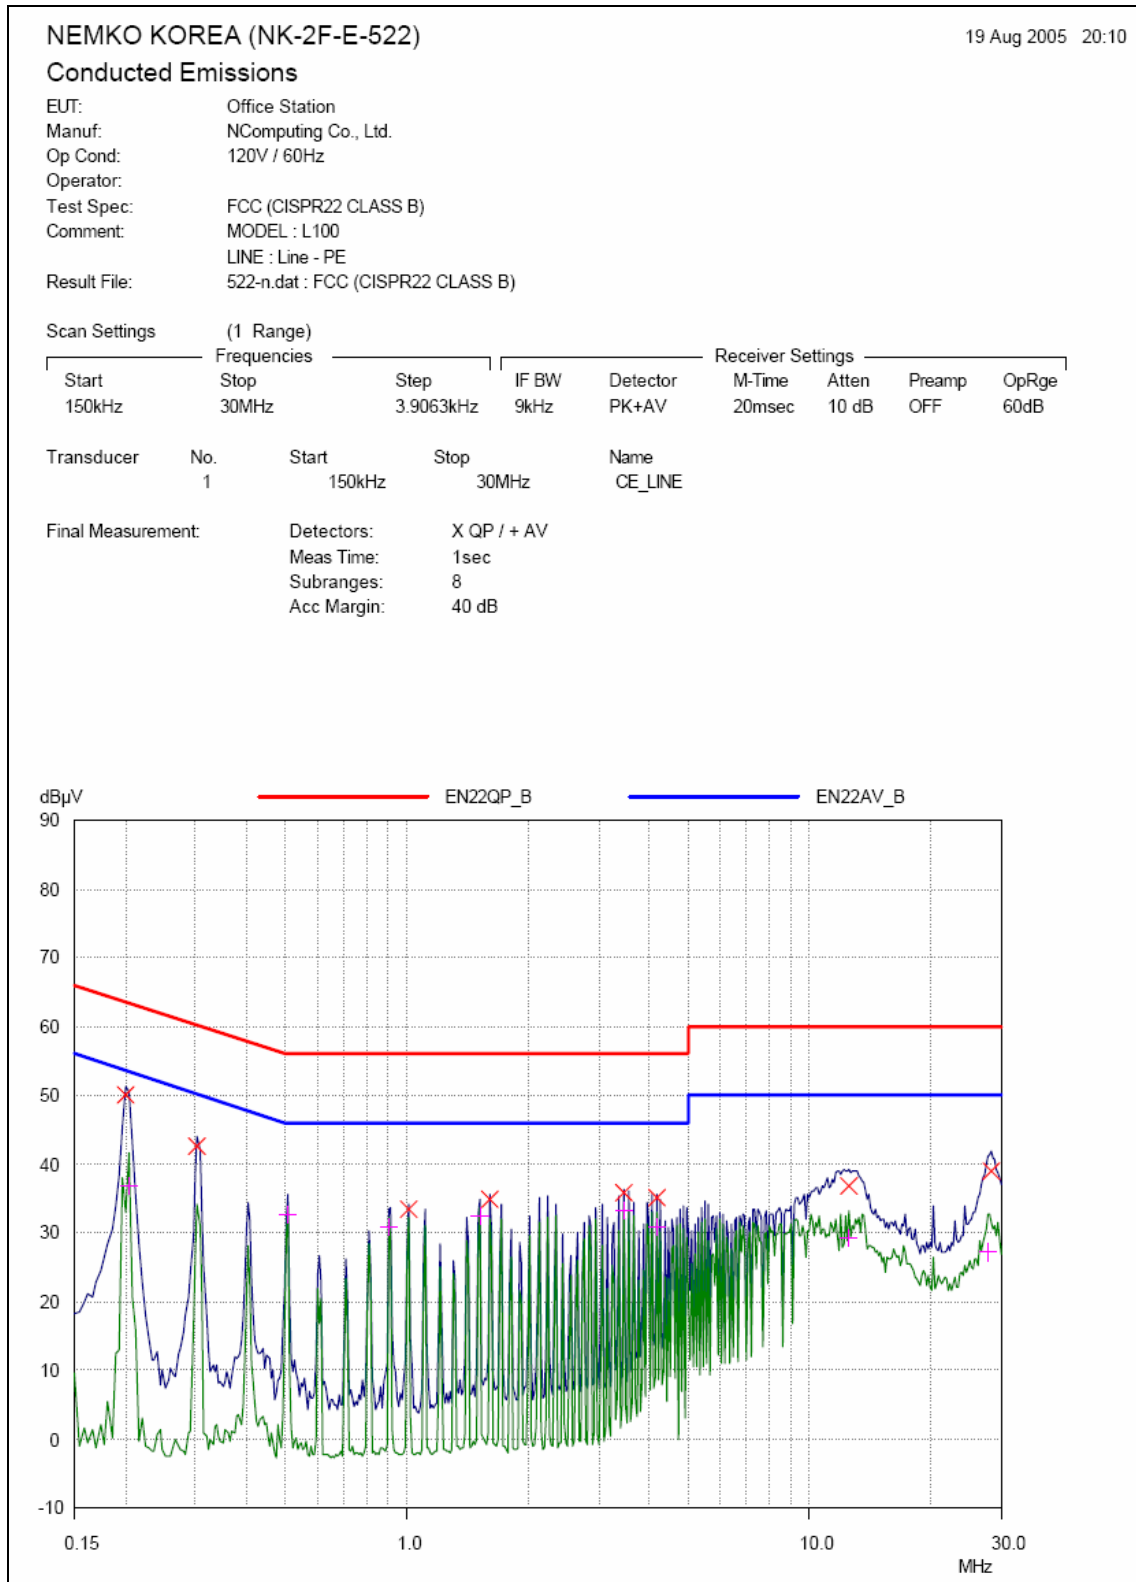 NEMKO KOREA (NK-2F-E-522) 19 Aug 2005 20:10
Conducted Emissions
EUT: Office Station
Manuf: NComputing Co., Ltd.
Op Cond: 120V / 60Hz
Operator:
Test Spec: FCC (CISPR22 CLASS B)
Comment: MODEL : L100
LINE : Line - PE
Result File: 522-n.dat : FCC (CISPR22 CLASS B)
Scan Settings (1 Range)
Frequencies Receiver Settings
Start Stop Step IF BW Detector M-Time Atten Preamp OpRge
150kHz 30MHz 3.9063kHz 9kHz PK+AV 20msec 10 dB OFF 60dB
Transducer No. Start Stop Name
1 150kHz 30MHz CE_LINE
Final Measurement: Detectors: X QP / + AV
Meas Time: 1sec
Subranges: 8
Acc Margin: 40 dB
dBµV EN22QP_B EN22AV_B
90
80
70
60
50
40
30
20
10
0
-10
0.15 1.0 10.0 30.0
MHz